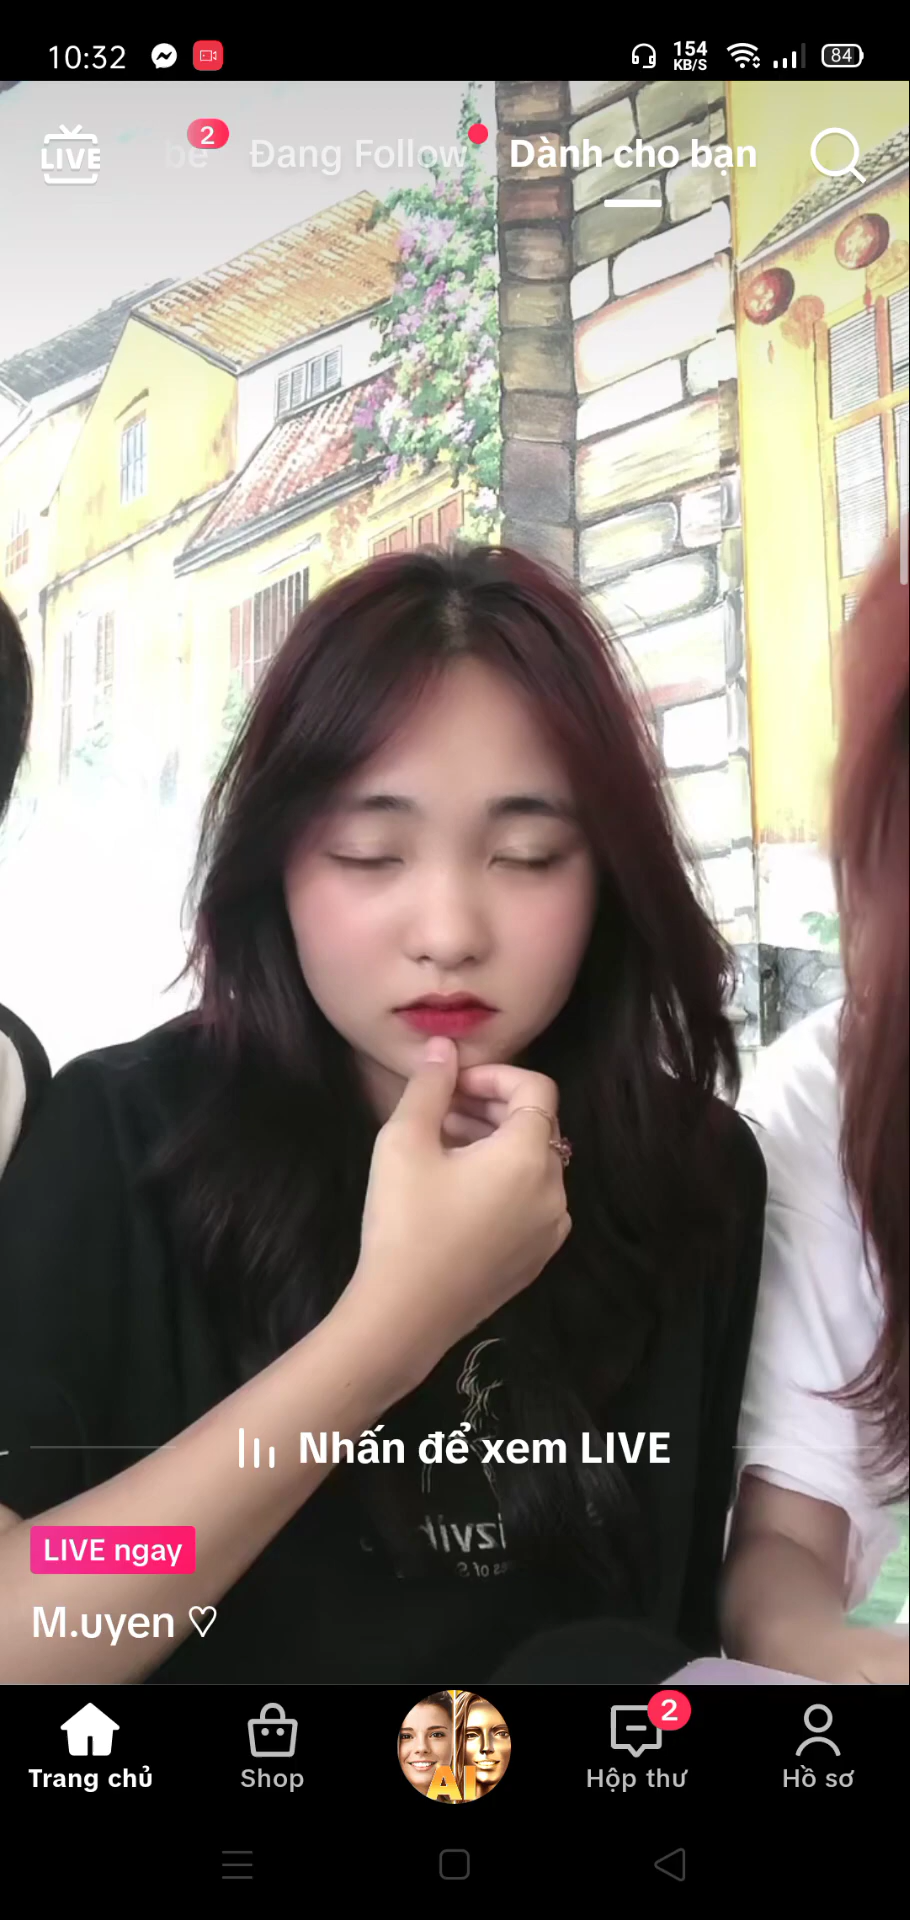 10:32
154
KB/S
84
LIVE
bè
2
Đang Follow
Dành cho bạn
Nhấn để xem LIVE
LIVE ngay
M.uyen ♡
AI
2
Trang chủ
Shop
Hộp thư
Hồ sơ